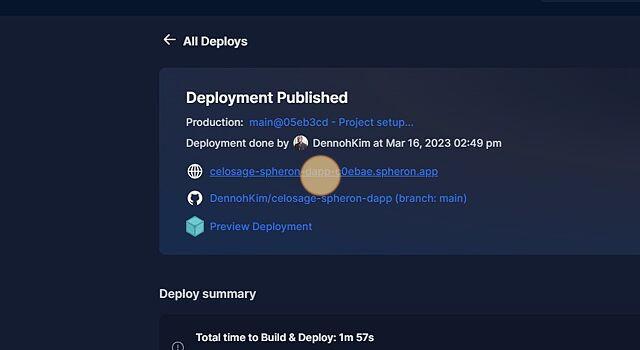 All Deploys
Deployment Published
Production: main@05eb3cd - Project setup...
Deployment done by DennohKim at Mar 16, 2023 02:49 pm
celosage-spheron-dapp-c0ebae.spheron.app
DennohKim/celosage-spheron-dapp (branch: main)
Preview Deployment
Deploy summary
Total time to Build & Deploy: 1m 57s